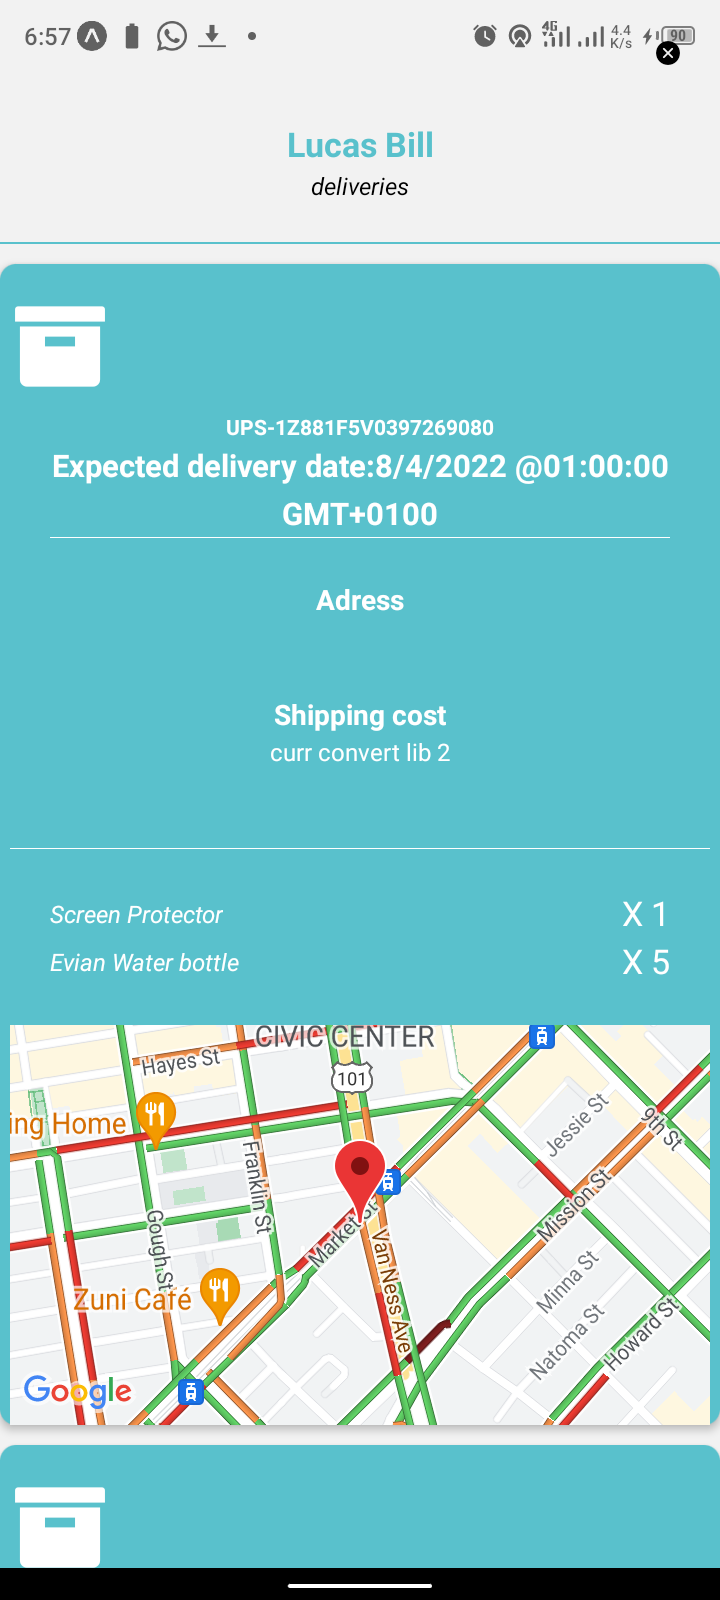 6:57
4G
4.4
K/s
90
Lucas Bill
deliveries
UPS-1Z881F5V0397269080
Expected delivery date:8/4/2022 @01:00:00
GMT+0100
Adress
Shipping cost
curr convert lib 2
Screen Protector X 1
Evian Water bottle X 5
CIVIC CENTER
Hayes St
101
ing Home
Jessie St
9th St
Franklin St
Mission St
Gough St
Market St
Van Ness Ave
Minna St
Zuni Café
Natoma St
Howard St
Google